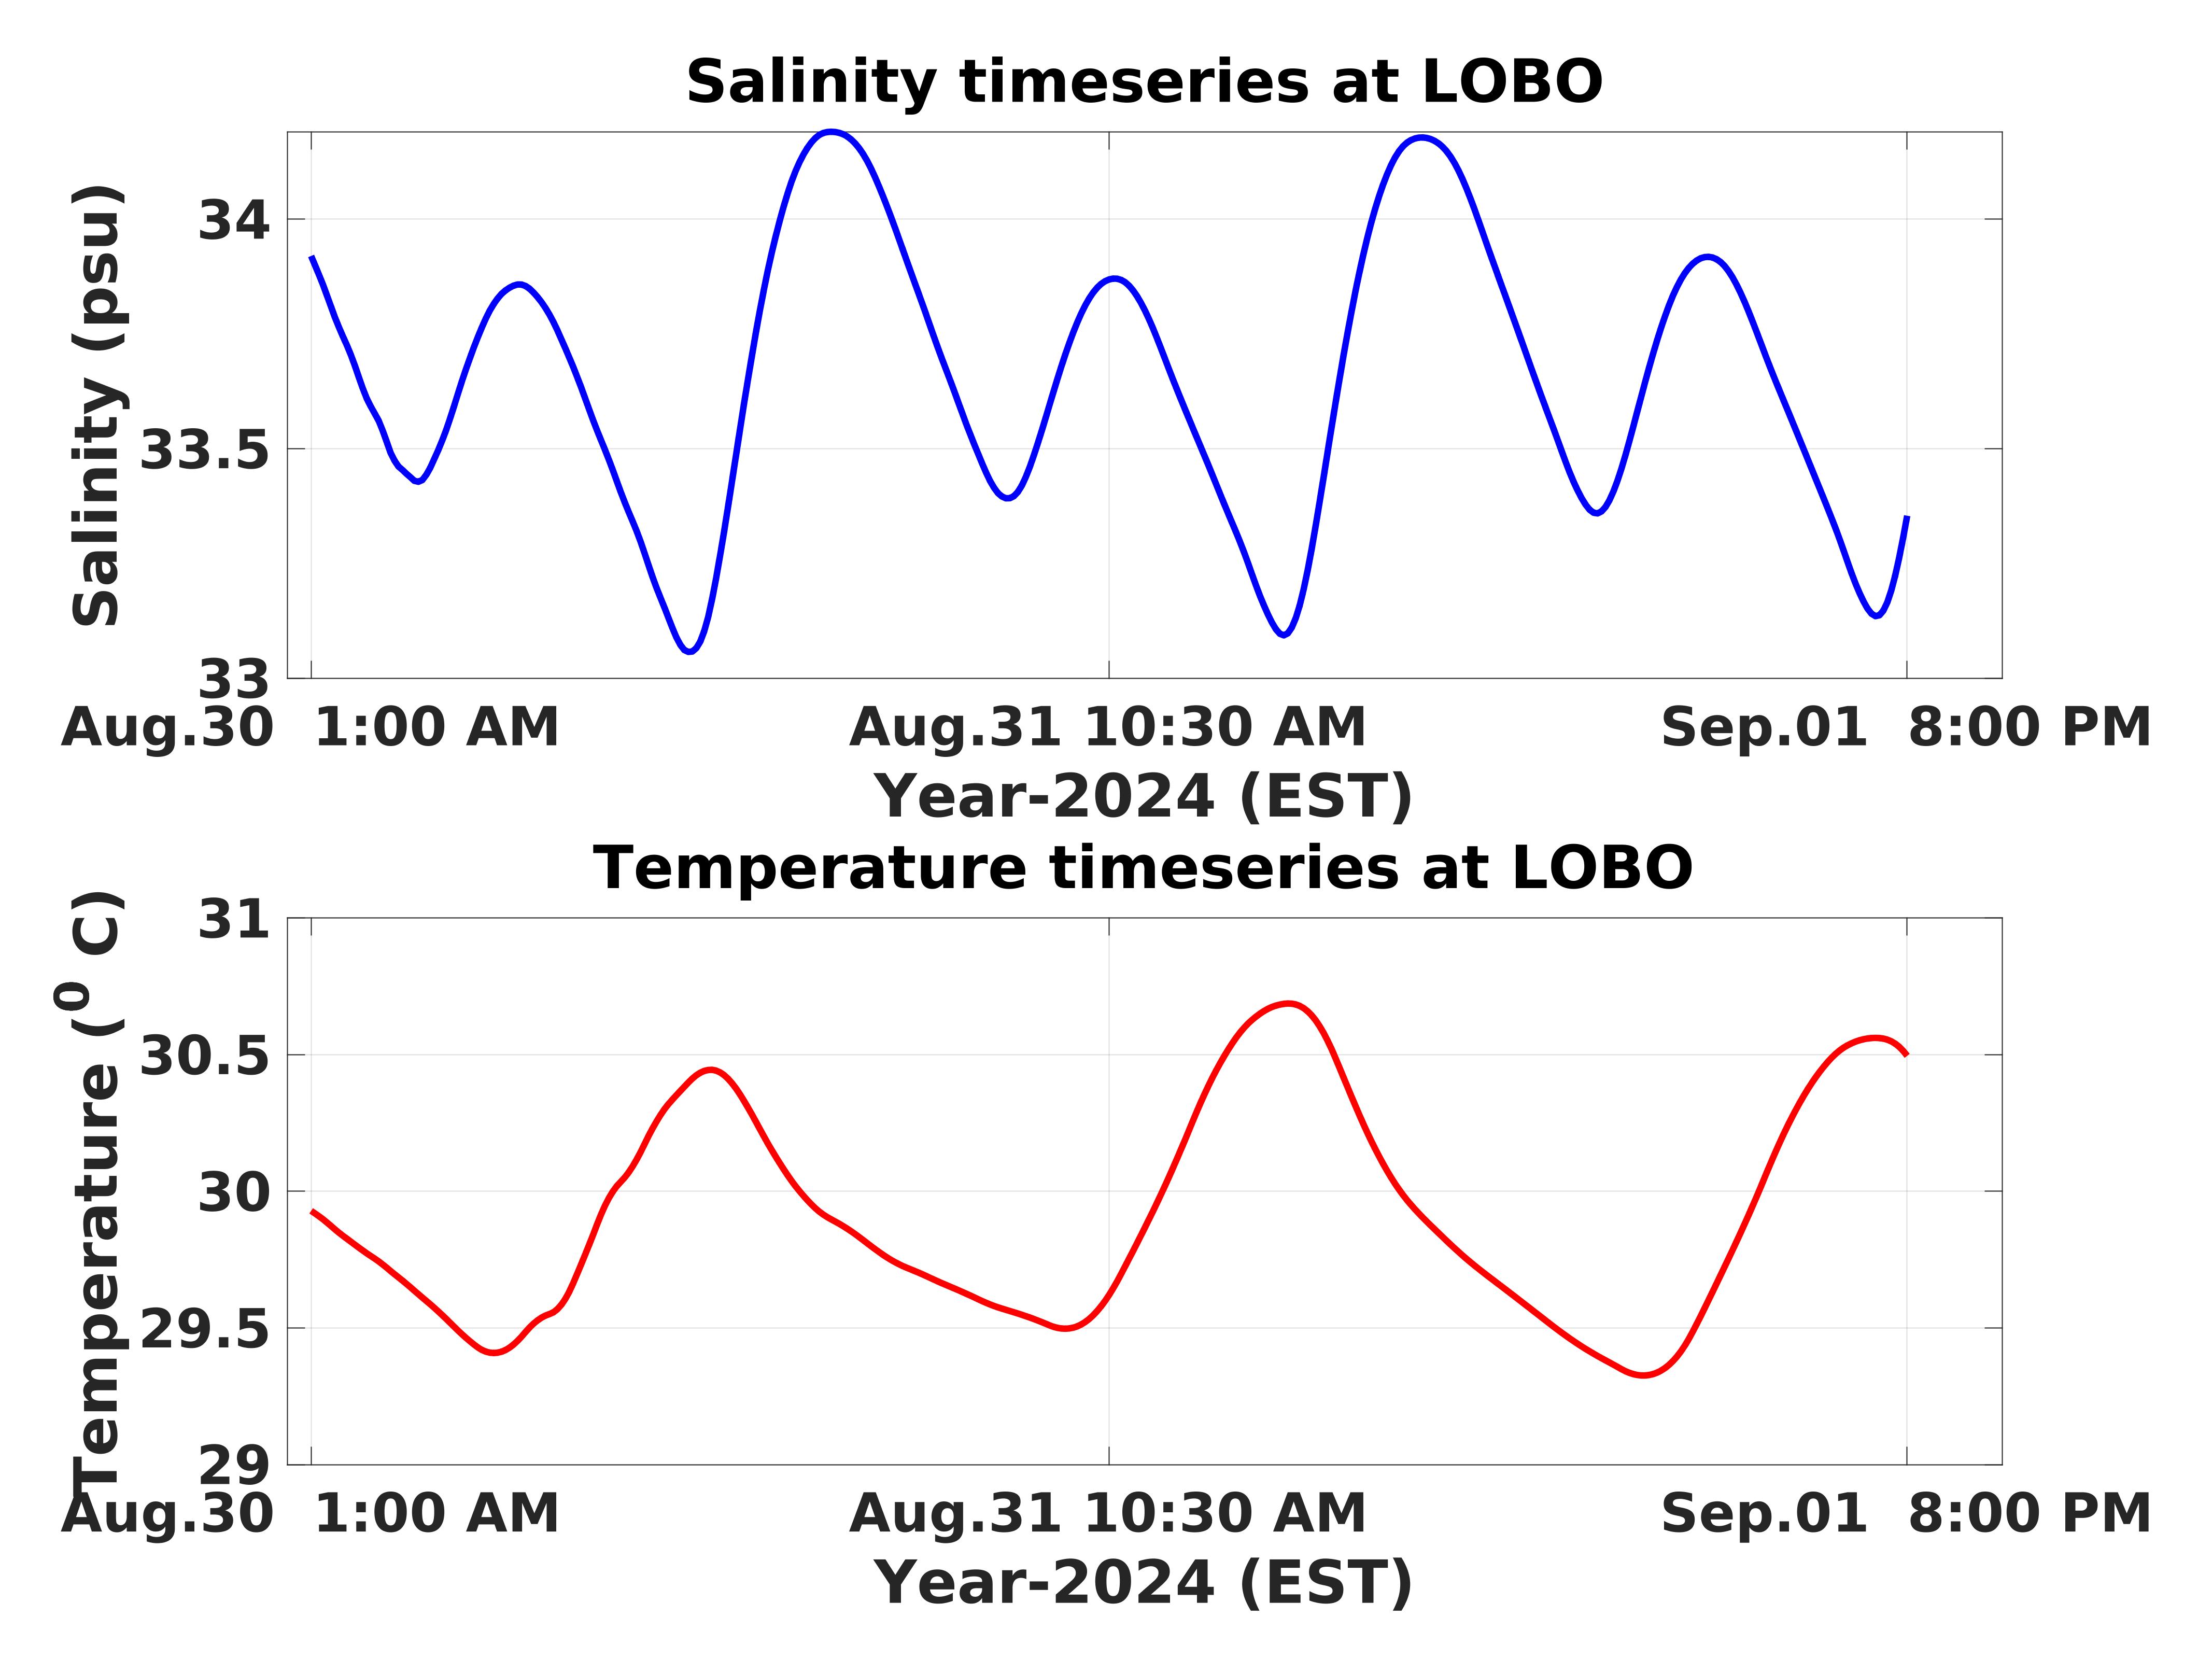 Salinity timeseries at LOBO
Salinity (psu)
34
33.5
33
Aug.30  1:00 AM
Aug.31 10:30 AM
Sep.01  8:00 PM
Year-2024 (EST)
Temperature timeseries at LOBO
Temperature (⁰ C)
31
30.5
30
29.5
29
Aug.30  1:00 AM
Aug.31 10:30 AM
Sep.01  8:00 PM
Year-2024 (EST)